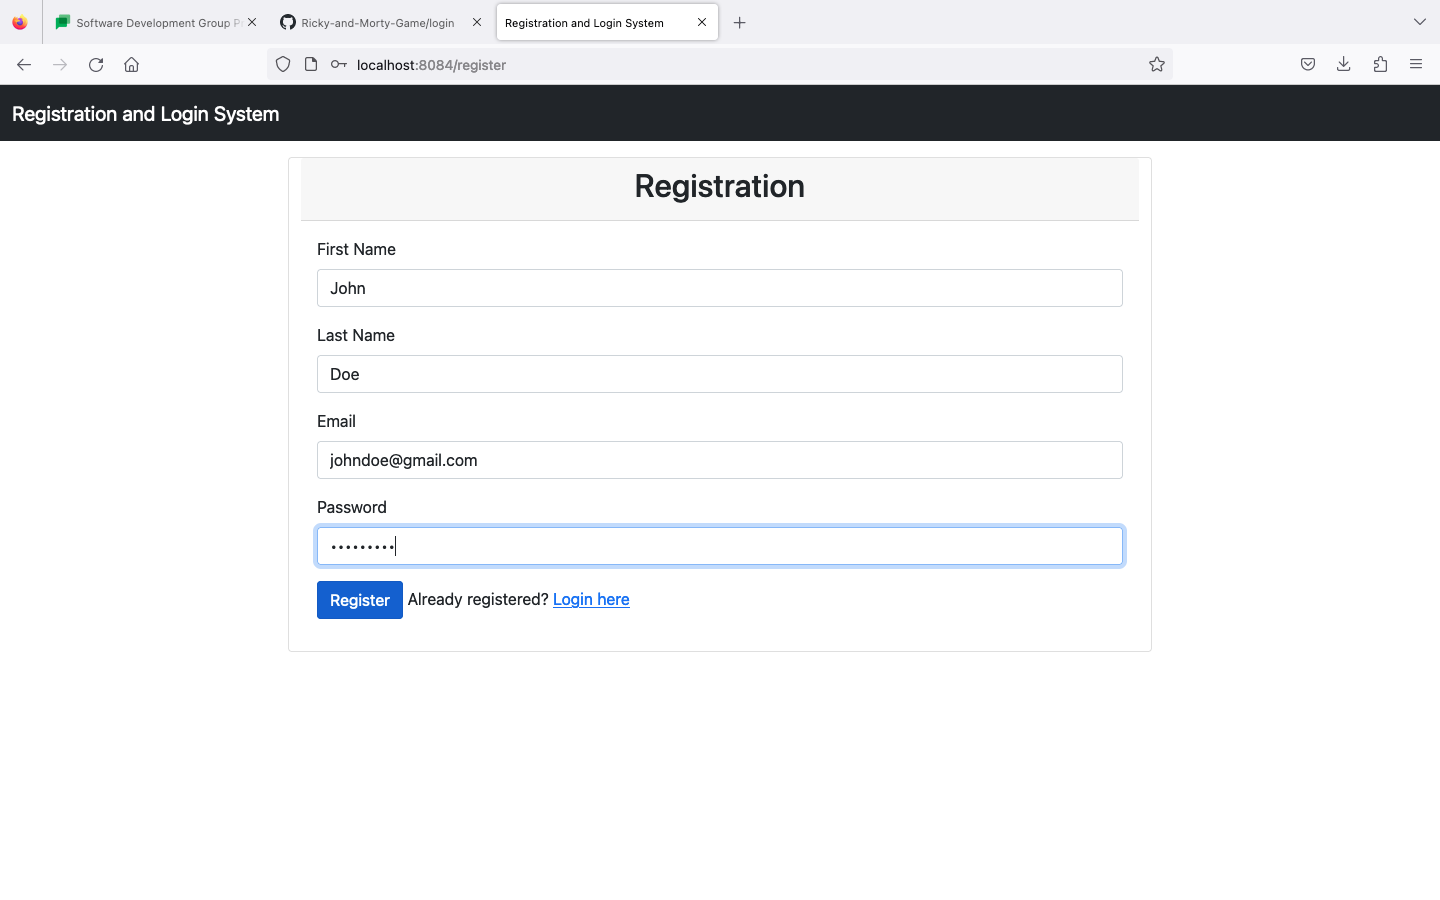 Software Development Group P
Ricky-and-Morty-Game/login
Registration and Login System
localhost:8084/register
Registration and Login System
Registration
First Name
John
Last Name
Doe
Email
johndoe@gmail.com
Password
•••••••••
Register Already registered? Login here